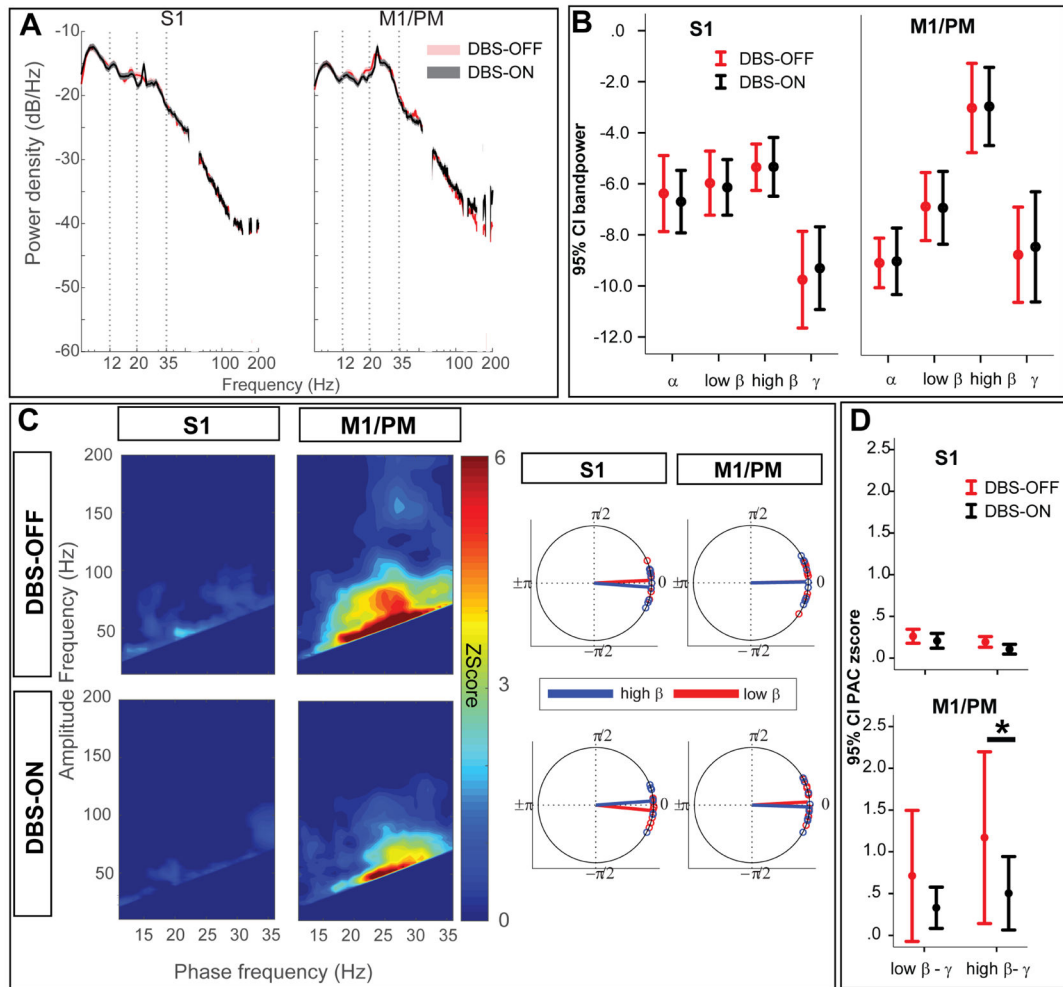 A
S1
M1/PM
Power density (dB/Hz)
-10
-20
-30
-40
-50
-60
DBS-OFF
DBS-ON
12 20 35 100 200
12 20 35 100 200
Frequency (Hz)
B
S1
M1/PM
95% CI bandpower
.0
-2.0
-4.0
-6.0
-8.0
-10.0
-12.0
DBS-OFF
DBS-ON
α low β high β γ
α low β high β γ
C
S1
M1/PM
DBS-OFF
DBS-ON
Amplitude Frequency (Hz)
200
150
100
50
200
150
100
50
15 20 25 30 35
15 20 25 30 35
Phase frequency (Hz)
6
ZScore
3
0
S1
M1/PM
π/2
±π
0
−π/2
π/2
±π
0
−π/2
high β
low β
π/2
±π
0
−π/2
π/2
±π
0
−π/2
D
95% CI PAC zscore
S1
2.5
2.0
1.5
1.0
.5
.0
DBS-OFF
DBS-ON
M1/PM
2.5
2.0
1.5
1.0
.5
.0
*
low β - γ high β- γ